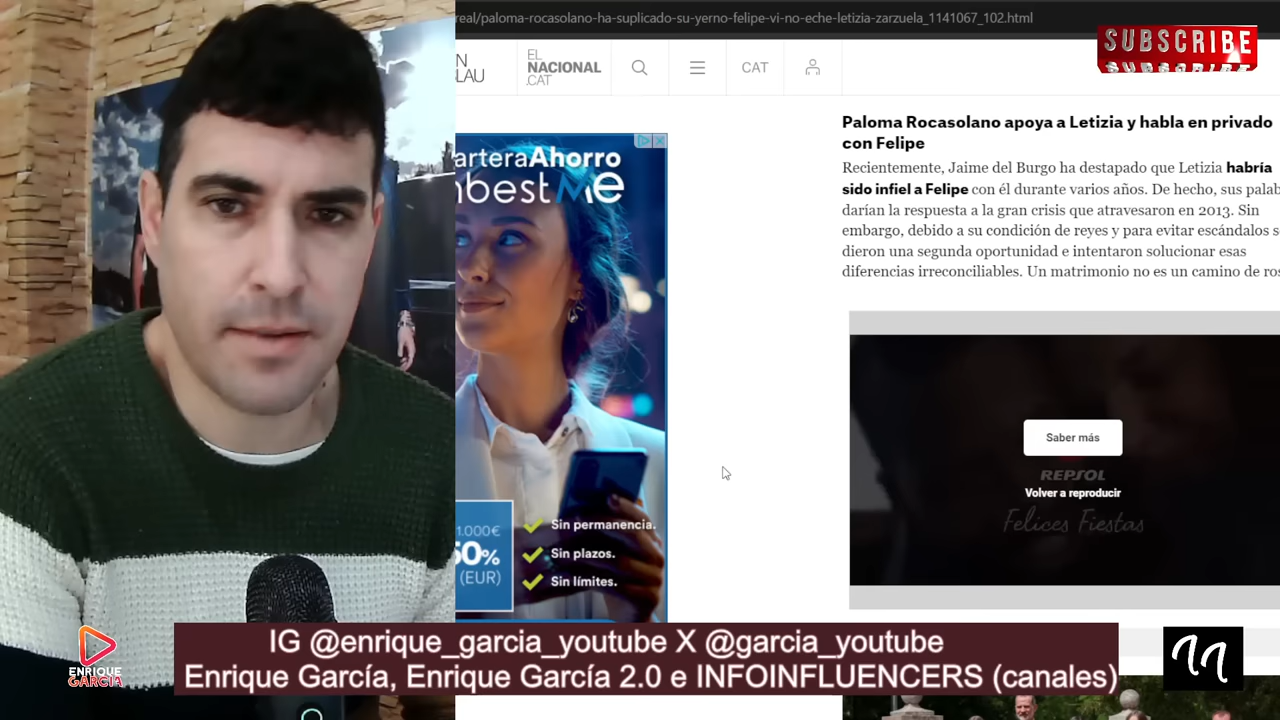 real/paloma-rocasolano-ha-suplicado-su-yerno-felipe-vi-no-eche-letizia-zarzuela_1141067_102.html
SUBSCRIBE
EL
NACIONAL
.CAT
CAT
Paloma Rocasolano apoya a Letizia y habla en privado
con Felipe
Recientemente, Jaime del Burgo ha destapado que Letizia habría
sido infiel a Felipe con él durante varios años. De hecho, sus
darían la respuesta a la gran crisis que atravesaron en 2013. Sin
embargo, debido a su condición de reyes y para evitar escándalos
dieron una segunda oportunidad e intentaron solucionar esas
diferencias irreconciliables. Un matrimonio no es un camino de
arteraAhorro
nbestMe
1.000€
50%
(EUR)
Sin permanencia.
Sin plazos.
Sin límites.
Saber más
REPSOL
Volver a reproducir
Felices Fiestas
IG @enrique_garcia_youtube X @garcia_youtube
Enrique García, Enrique García 2.0 e INFOINFLUENCERS (canales)
ENRIQUE
GARCÍA